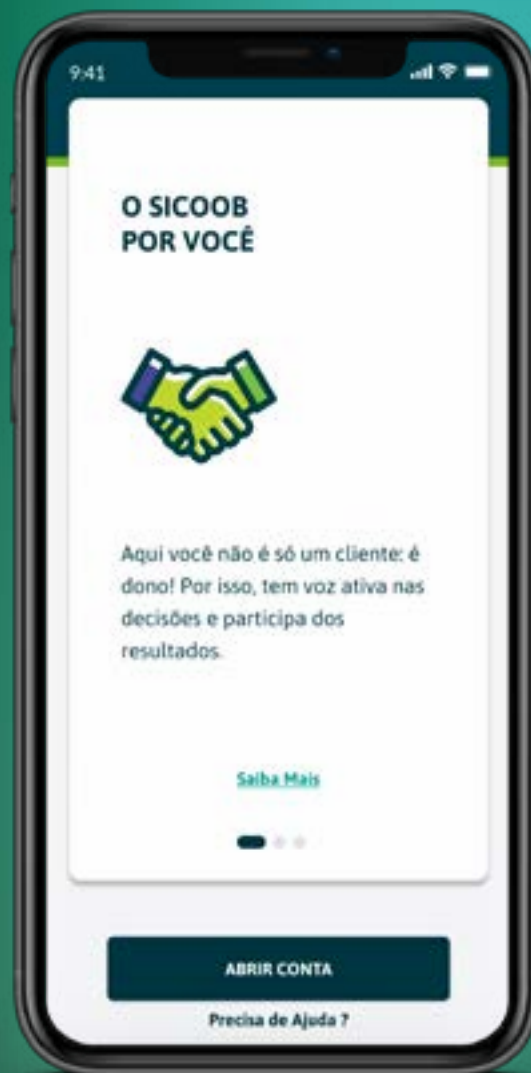 9:41
O SICOOB
POR VOCÊ
Aqui você não é só um cliente: é
dono! Por isso, tem voz ativa nas
decisões e participa dos
resultados.
Saiba Mais
ABRIR CONTA
Precisa de Ajuda ?